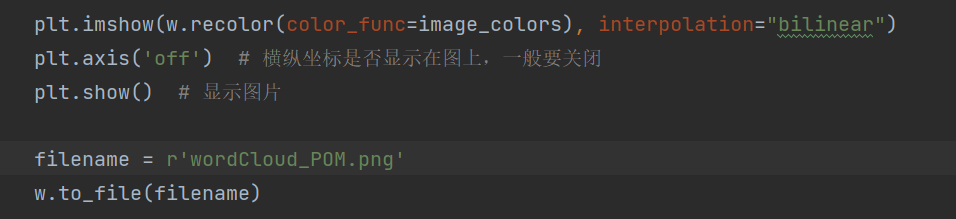 plt.imshow(w.recolor(color_func=image_colors), interpolation="bilinear")
plt.axis('off')  # 横纵坐标是否显示在图上，一般要关闭
plt.show()  # 显示图片
filename = r'wordCloud_POM.png'
w.to_file(filename)